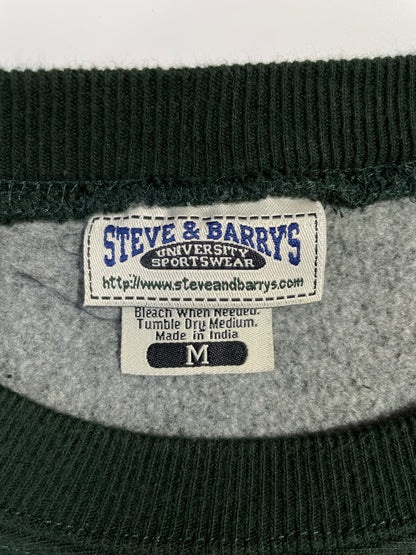 STEVE & BARRYS
UNIVERSITY
SPORTSWEAR
http://www.steveandbarrys.com
Bleach When Needed.
Tumble Dry Medium.
Made in India
M